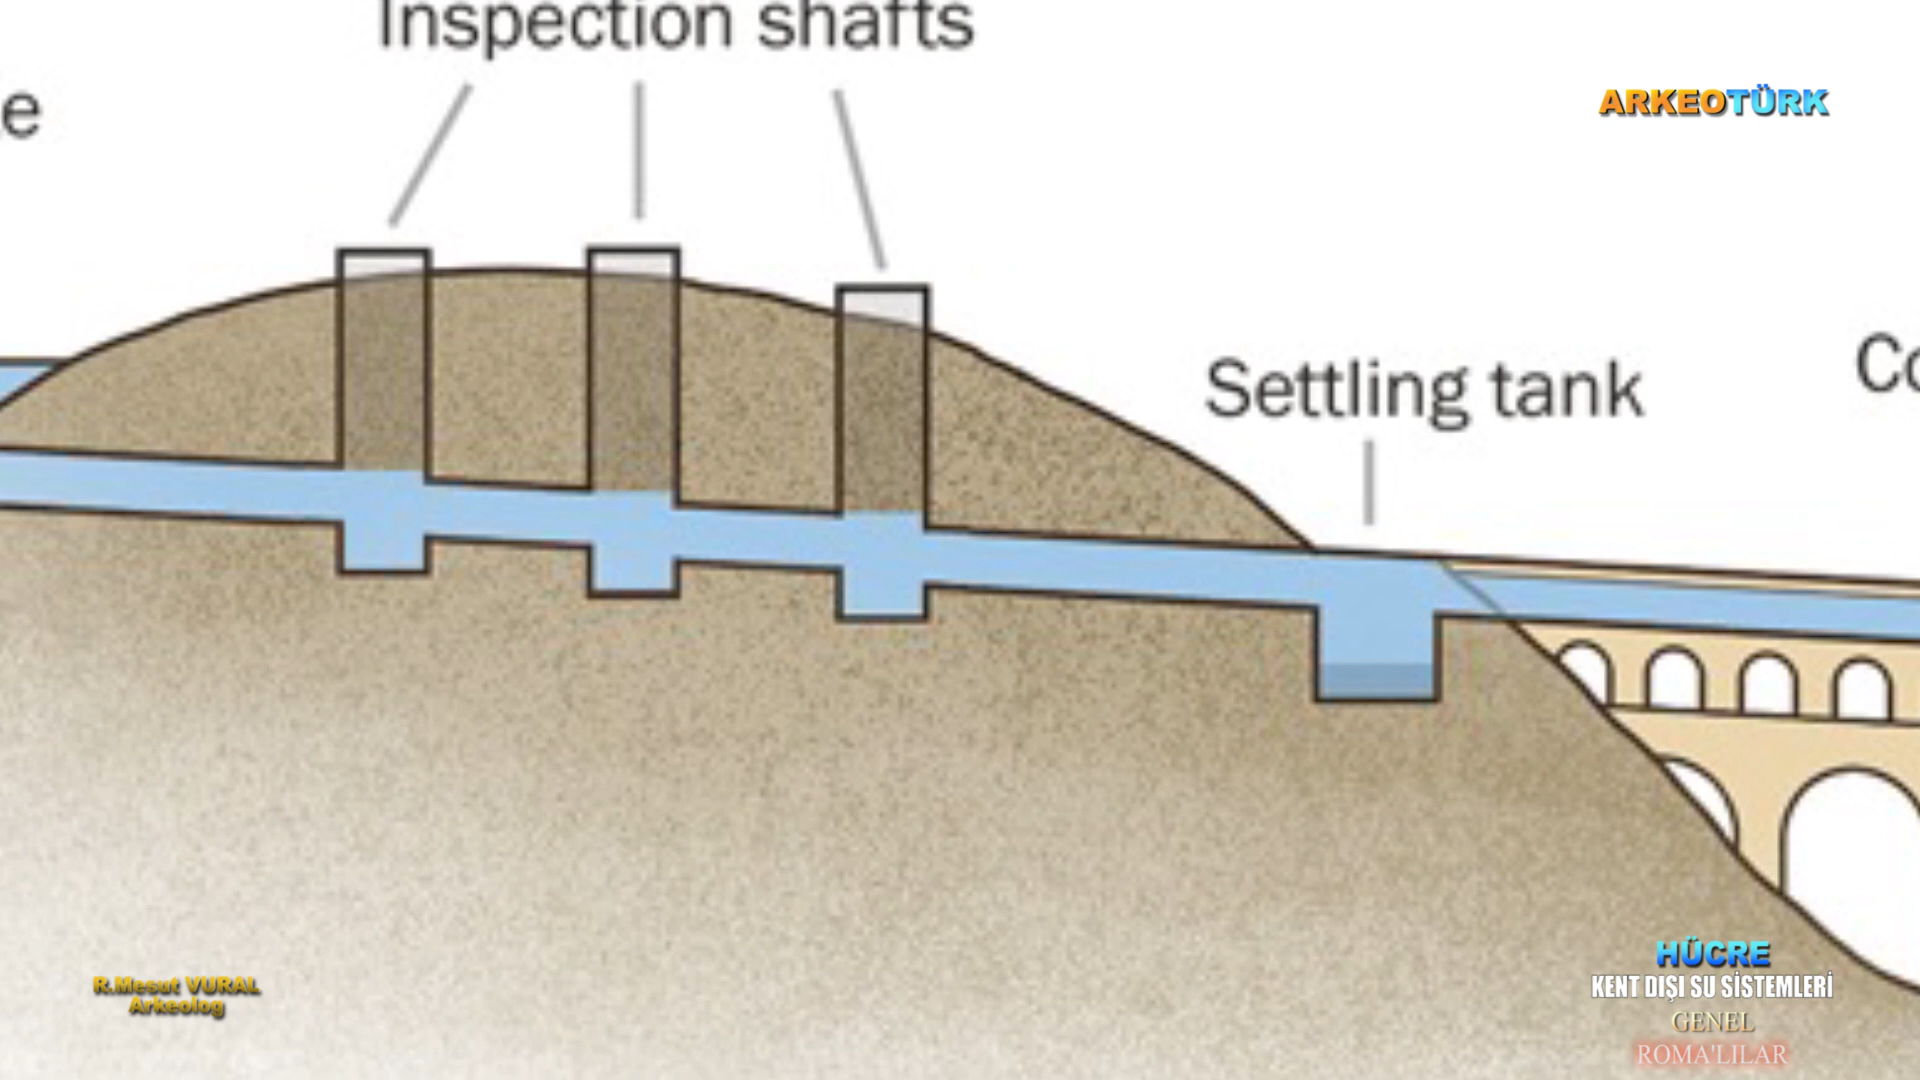 Inspection shafts
e
ARKEOTÜRK
Settling tank
Co
R.Mesut VURAL
Arkeolog
HÜCRE
KENT DIŞI SU SİSTEMLERİ
GENEL
ROMA'LILAR